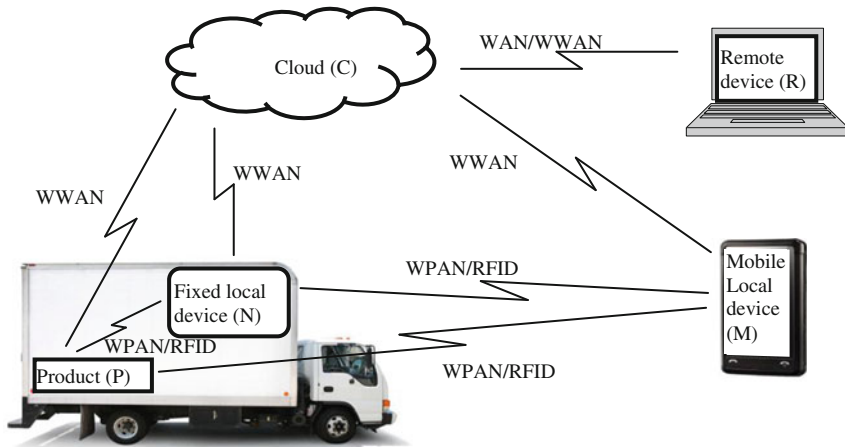 Cloud (C)
WAN/WWAN
Remote
device (R)
WWAN
WWAN
WWAN
Fixed local
device (N)
WPAN/RFID
Mobile
Local
device
(M)
WPAN/RFID
Product (P)
WPAN/RFID